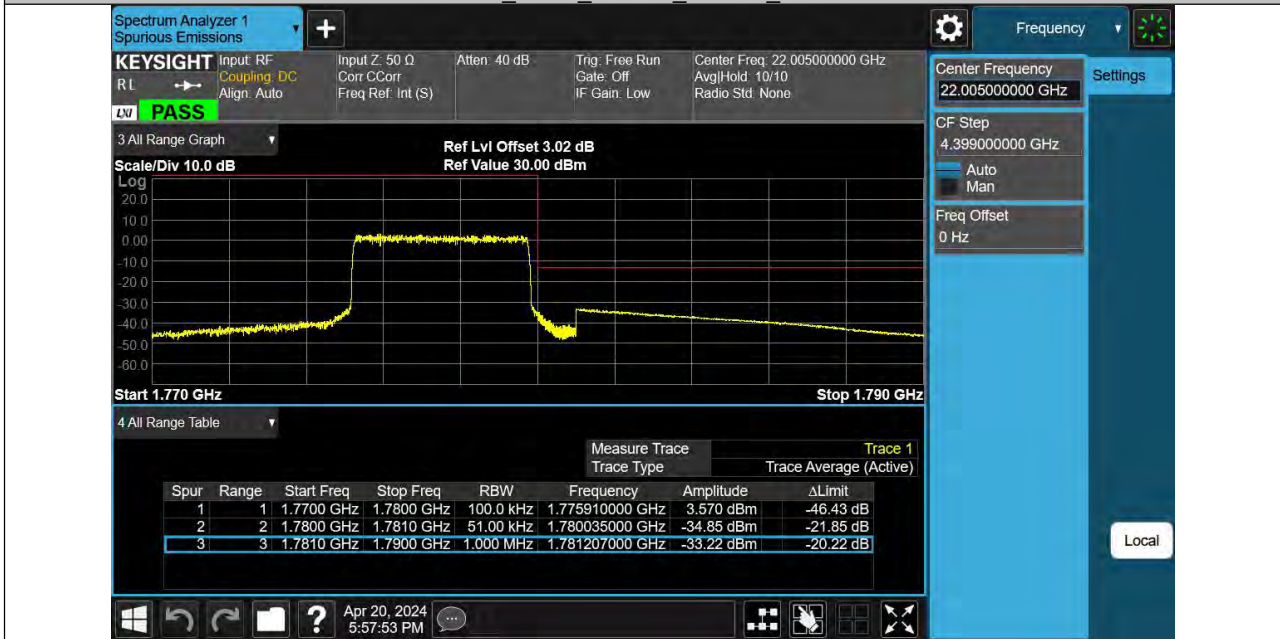 Spectrum Analyzer 1
Spurious Emissions
+
Frequency
KEYSIGHT Input: RF Input Z: 50 Ω Atten: 40 dB Trig: Free Run Center Freq: 22.005000000 GHz
RL Coupling: DC Corr CCorr Gate: Off Avg|Hold: 10/10
Align: Auto Freq Ref: Int (S) IF Gain: Low Radio Std: None
LXI PASS
Center Frequency
22.005000000 GHz
Settings
CF Step
4.399000000 GHz
Auto
Man
Freq Offset
0 Hz
3 All Range Graph
Ref Lvl Offset 3.02 dB
Scale/Div 10.0 dB Ref Value 30.00 dBm
Log
20.0
10.0
0.00
-10.0
-20.0
-30.0
-40.0
-50.0
-60.0
Start 1.770 GHz Stop 1.790 GHz
4 All Range Table
Measure Trace Trace 1
Trace Type Trace Average (Active)
Spur Range Start Freq Stop Freq RBW Frequency Amplitude ΔLimit
1 1 1.7700 GHz 1.7800 GHz 100.0 kHz 1.775910000 GHz 3.570 dBm -46.43 dB
2 2 1.7800 GHz 1.7810 GHz 51.00 kHz 1.780035000 GHz -34.85 dBm -21.85 dB
3 3 1.7810 GHz 1.7900 GHz 1.000 MHz 1.781207000 GHz -33.22 dBm -20.22 dB
Local
?
Apr 20, 2024
5:57:53 PM